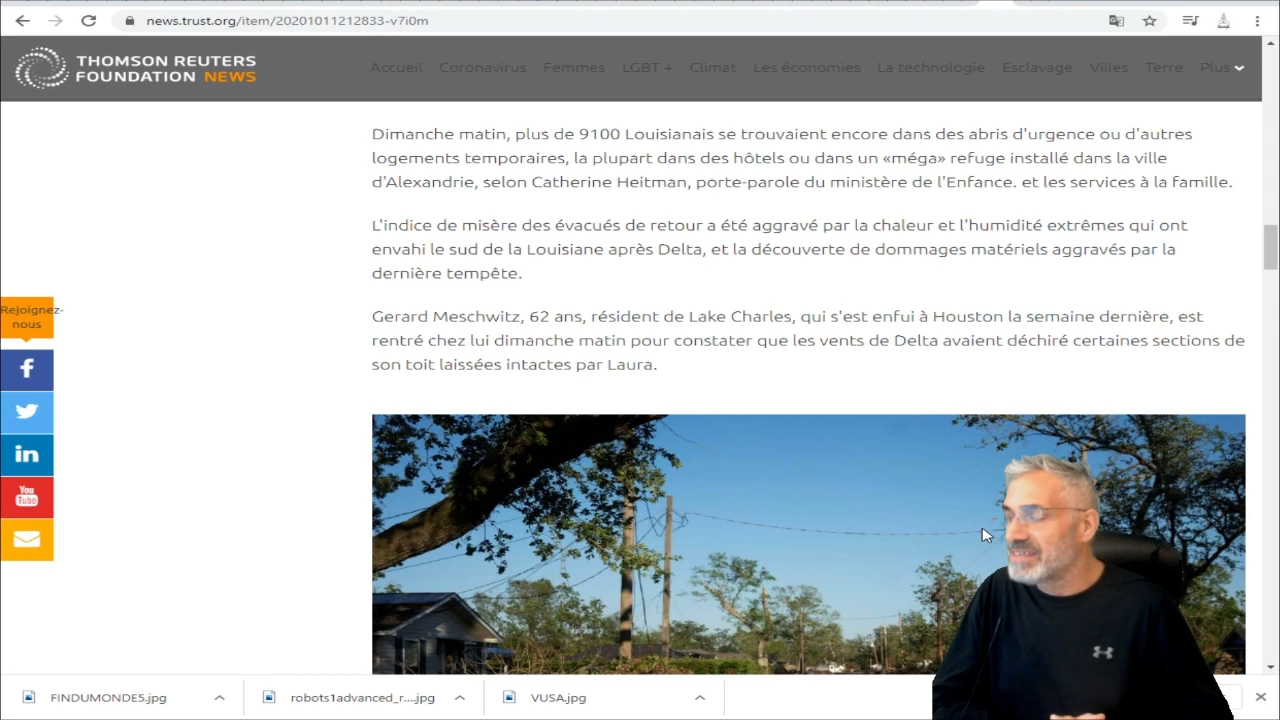 news.trust.org/item/20201011212833-v7i0m
THOMSON REUTERS
FOUNDATION NEWS
Accueil Coronavirus Femmes LGBT + Climat Les économies La technologie Esclavage Villes Terre Plus
Dimanche matin, plus de 9100 Louisianais se trouvaient encore dans des abris d'urgence ou d'autres
logements temporaires, la plupart dans des hôtels ou dans un «méga» refuge installé dans la ville
d'Alexandrie, selon Catherine Heitman, porte-parole du ministère de l'Enfance. et les services à la famille.
L'indice de misère des évacués de retour a été aggravé par la chaleur et l'humidité extrêmes qui ont
envahi le sud de la Louisiane après Delta, et la découverte de dommages matériels aggravés par la
dernière tempête.
Gerard Meschwitz, 62 ans, résident de Lake Charles, qui s'est enfui à Houston la semaine dernière, est
rentré chez lui dimanche matin pour constater que les vents de Delta avaient déchiré certaines sections de
son toit laissées intactes par Laura.
Rejoignez-
nous
f
in
You
Tube
FINDUMONDE5.jpg
robots1advanced_r....jpg
VUSA.jpg